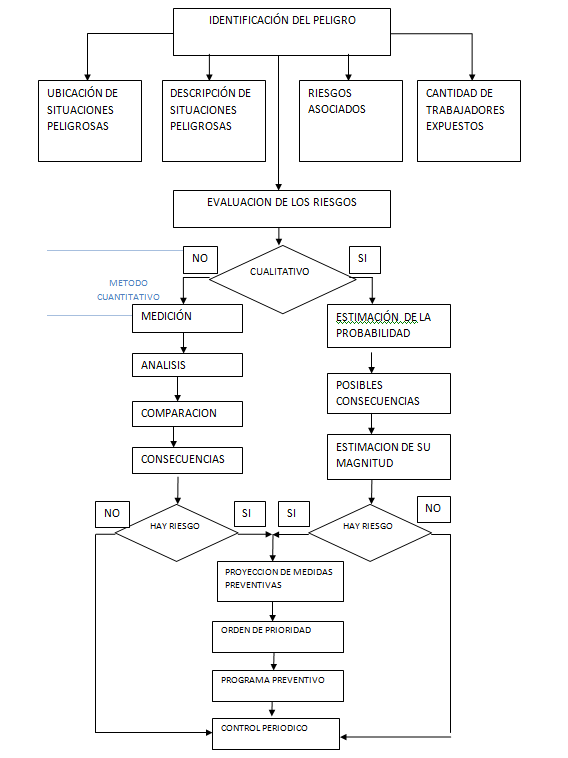 IDENTIFICACIÓN DEL PELIGRO
UBICACIÓN DE
SITUACIONES
PELIGROSAS
DESCRIPCIÓN DE
SITUACIONES
PELIGROSAS
RIESGOS
ASOCIADOS
CANTIDAD DE
TRABAJADORES
EXPUESTOS
EVALUACION DE LOS RIESGOS
NO
CUALITATIVO
SI
METODO
CUANTITATIVO
MEDICIÓN
ANALISIS
COMPARACION
CONSECUENCIAS
ESTIMACIÓN DE LA
PROBABILIDAD
POSIBLES
CONSECUENCIAS
ESTIMACION DE SU
MAGNITUD
NO
HAY RIESGO
SI
SI
HAY RIESGO
NO
PROYECCION DE MEDIDAS
PREVENTIVAS
ORDEN DE PRIORIDAD
PROGRAMA PREVENTIVO
CONTROL PERIODICO